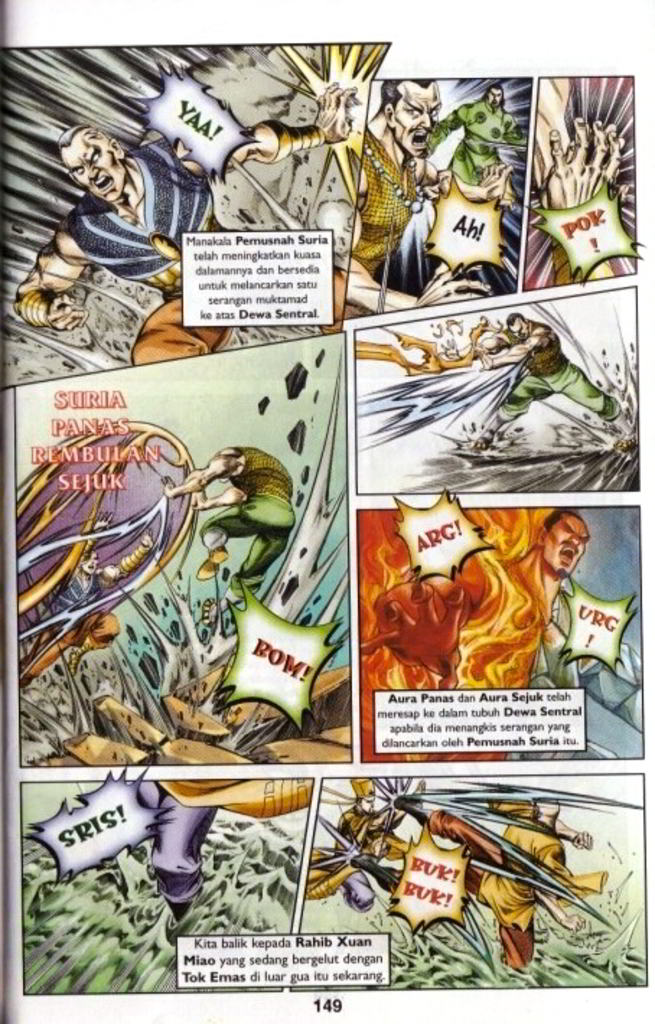 YAA!
Manakala Pemusnah Suria
telah meningkatkan kuasa
dalamannya dan bersedia
untuk melancarkan satu
serangan muktamad
ke atas Dewa Sentral.
Ah!
POK
!
SURIA
PANAS
REMBULAN
SEJUK
BOM!
ARG!
URG
!
Aura Panas dan Aura Sejuk telah
meresap ke dalam tubuh Dewa Sentral
apabila dia menangkis serangan yang
dilancarkan oleh Pemusnah Suria itu.
SRIS!
Kita balik kepada Rahib Xuan
Miao yang sedang bergelut dengan
Tok Emas di luar gua itu sekarang.
BUK!
BUK!
149